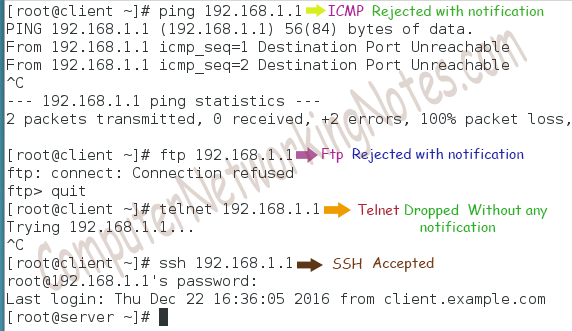 [root@client ~]# ping 192.168.1.1 ICMP Rejected with notification
PING 192.168.1.1 (192.168.1.1) 56(84) bytes of data.
From 192.168.1.1 icmp_seq=1 Destination Port Unreachable
From 192.168.1.1 icmp_seq=2 Destination Port Unreachable
^C
--- 192.168.1.1 ping statistics ---
2 packets transmitted, 0 received, +2 errors, 100% packet loss,
[root@client ~]# ftp 192.168.1.1 Ftp Rejected with notification
ftp: connect: Connection refused
ftp> quit
[root@client ~]# telnet 192.168.1.1 Telnet Dropped Without any
Trying 192.168.1.1... notification
^C
[root@client ~]# ssh 192.168.1.1 SSH Accepted
root@192.168.1.1's password:
Last login: Thu Dec 22 16:36:05 2016 from client.example.com
[root@server ~]#
ComputerNetworkingNotes.com